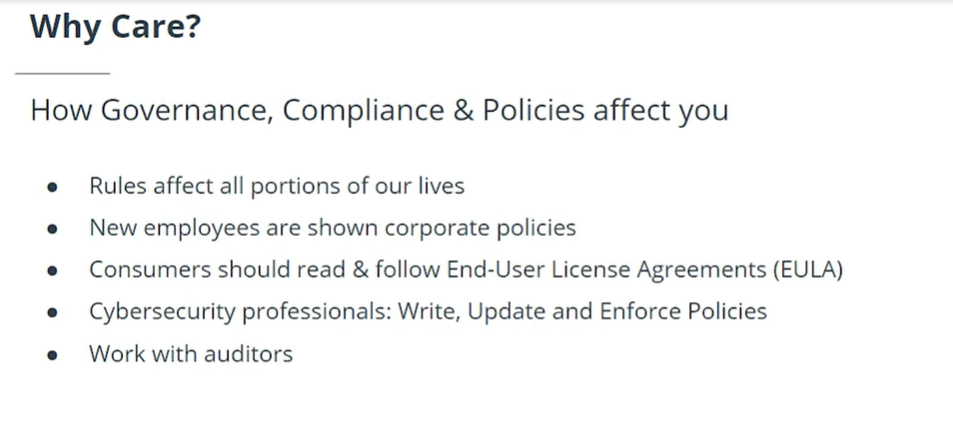 Why Care?
How Governance, Compliance & Policies affect you
● Rules affect all portions of our lives
● New employees are shown corporate policies
● Consumers should read & follow End-User License Agreements (EULA)
● Cybersecurity professionals: Write, Update and Enforce Policies
● Work with auditors